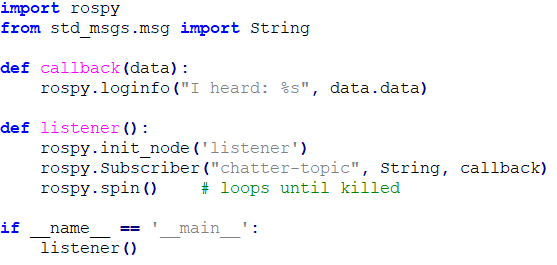 import rospy
from std_msgs.msg import String

def callback(data):
    rospy.loginfo("I heard: %s", data.data)

def listener():
    rospy.init_node('listener')
    rospy.Subscriber("chatter-topic", String, callback)
    rospy.spin()    # loops until killed

if __name__ == '__main__':
    listener()